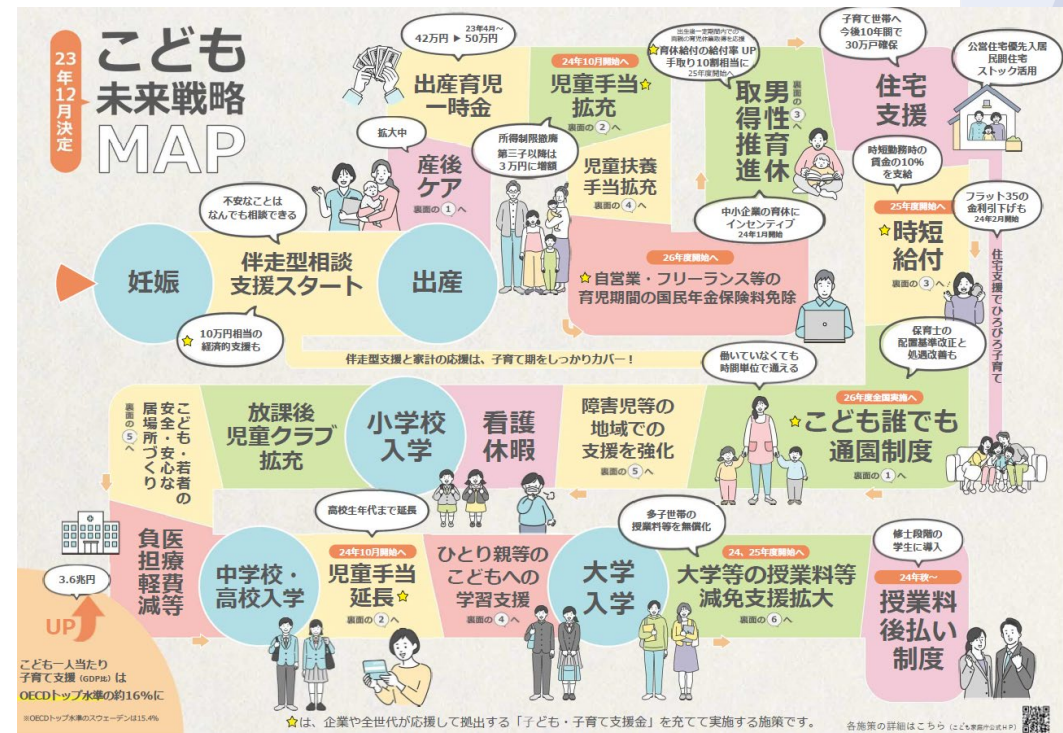 23年12月決定
こども
未来戦略
MAP
42万円 ▶ 50万円
23年4月~
出産育児
一時金
24年10月開始へ
児童手当☆
拡充
裏面の②へ
所得制限撤廃
第三子以降は
3万円に増額
児童扶養
手当拡充
裏面の④へ
出生後一定期間内での
両親の育児休業取得を応援
☆育休給付の給付率 UP
手取り10割相当に
25年度開始へ
男性育休
取得推進
裏面の③へ
中小企業の育休に
インセンティブ
24年1月開始
子育て世帯へ
今後10年間で
30万戸確保
住宅
支援
公営住宅優先入居
民間住宅
ストック活用
フラット35の
金利引下げも
24年2月開始
住宅支援でひろびろ子育て
時短勤務時の
賃金の10%
を支給
25年度開始へ
☆時短
給付
裏面の③へ
拡大中
産後
ケア
裏面の①へ
不安なことは
なんでも相談できる
妊娠
伴走型相談
支援スタート
出産
☆10万円相当の
経済的支援も
26年度開始へ
☆自営業・フリーランス等の
育児期間の国民年金保険料免除
伴走型支援と家計の応援は、子育て期をしっかりカバー!
働いていなくても
時間単位で通える
保育士の
配置基準改正と
処遇改善も
26年度全国実施へ
☆こども誰でも
通園制度
裏面の①へ
障害児等の
地域での
支援を強化
裏面の⑤へ
看護
休暇
小学校
入学
放課後
児童クラブ
拡充
こども・若者の
安全・安心な
居場所づくり
裏面の⑤へ
医療費等
負担軽減
中学校・
高校入学
高校生年代まで延長
24年10月開始へ
児童手当
延長☆
裏面の②へ
ひとり親等の
こどもへの
学習支援
裏面の④へ
大学
入学
多子世帯の
授業料等を無償化
24、25年度開始へ
大学等の授業料等
減免支援拡大
裏面の⑥へ
修士段階の
学生に導入
24年秋~
授業料
後払い
制度
3.6兆円
UP
こども一人当たり
子育て支援(GDP比)は
OECDトップ水準の約16%に
※OECDトップ水準のスウェーデンは15.4%
☆は、企業や全世代が応援して拠出する「子ども・子育て支援金」を充てて実施する施策です。
各施策の詳細はこちら(こども家庭庁公式HP)